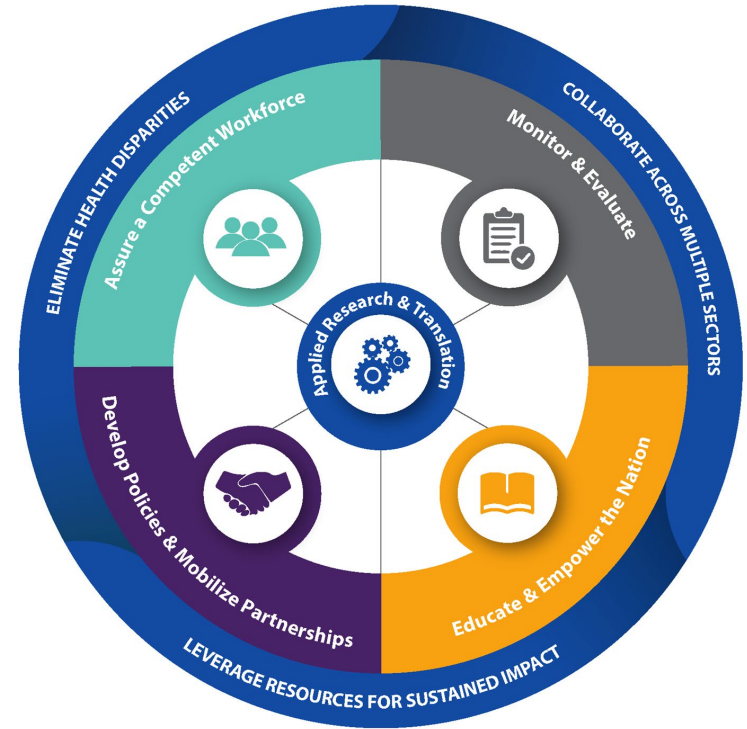 ELIMINATE HEALTH DISPARITIES
COLLABORATE ACROSS MULTIPLE SECTORS
Assure a Competent Workforce
Monitor & Evaluate
Applied Research & Translation
Develop Policies & Mobilize Partnerships
Educate & Empower the Nation
LEVERAGE RESOURCES FOR SUSTAINED IMPACT